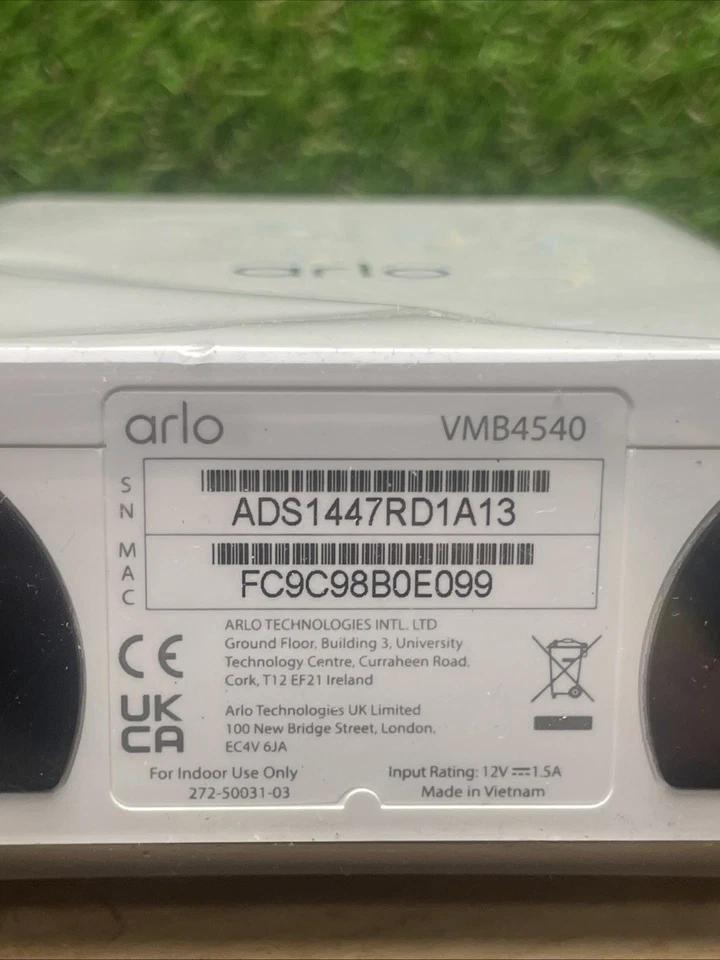 arlo
arlo VMB4540
SN ADS1447RD1A13
MAC FC9C98B0E099
ARLO TECHNOLOGIES INTL. LTD
Ground Floor, Building 3, University
Technology Centre, Curraheen Road,
Cork, T12 EF21 Ireland
CE
UK
CA
Arlo Technologies UK Limited
100 New Bridge Street, London,
EC4V 6JA
For Indoor Use Only Input Rating: 12V⎓1.5A
272-50031-03 Made in Vietnam